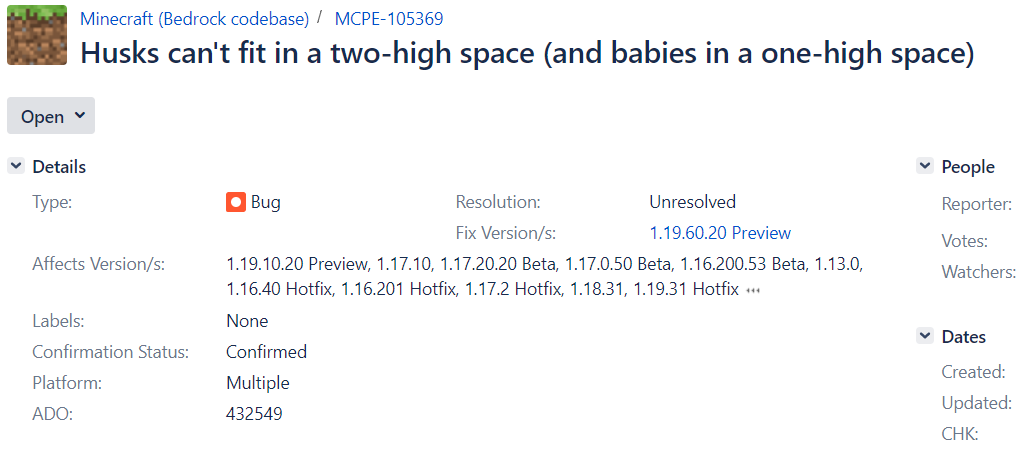 Minecraft (Bedrock codebase) / MCPE-105369
Husks can't fit in a two-high space (and babies in a one-high space)
Open
Details
Type: Bug
Resolution: Unresolved
Fix Version/s: 1.19.60.20 Preview
Affects Version/s: 1.19.10.20 Preview, 1.17.10, 1.17.20.20 Beta, 1.17.0.50 Beta, 1.16.200.53 Beta, 1.13.0,
1.16.40 Hotfix, 1.16.201 Hotfix, 1.17.2 Hotfix, 1.18.31, 1.19.31 Hotfix
Labels: None
Confirmation Status: Confirmed
Platform: Multiple
ADO: 432549
People
Reporter:
Votes:
Watchers:
Dates
Created:
Updated:
CHK: